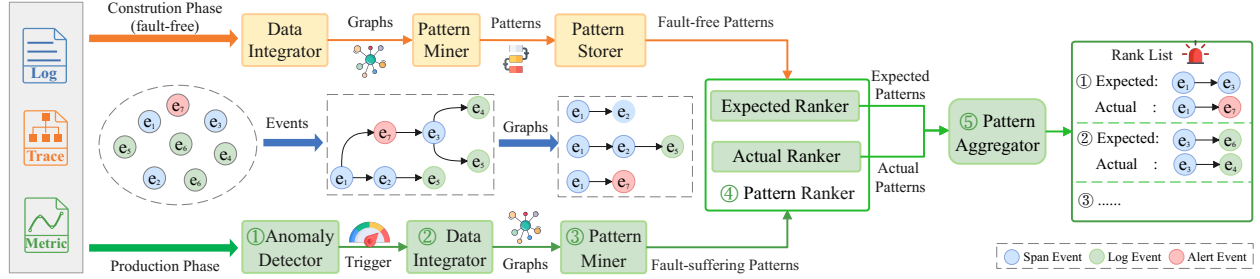 Constrution Phase
(fault-free)
Data
Integrator
Graphs
Pattern
Miner
Patterns
Pattern
Storer
Fault-free Patterns
Log
Trace
Metric
e7
e1
e3
e5
e6
e4
e2
e6
Events
e4
e7
e3
e5
e1
e2
e5
Graphs
e1
e2
e1
e2
e5
e1
e7
Expected Ranker
Actual Ranker
④ Pattern Ranker
Expected
Patterns
Actual
Patterns
⑤ Pattern
Aggregator
Rank List
① Expected:
e1
e3
Actual :
e1
e7
② Expected:
e3
e6
Actual :
e3
e4
③ ......
Production Phase
① Anomaly
Detector
Trigger
② Data
Integrator
Graphs
③ Pattern
Miner
Fault-suffering Patterns
Span Event
Log Event
Alert Event